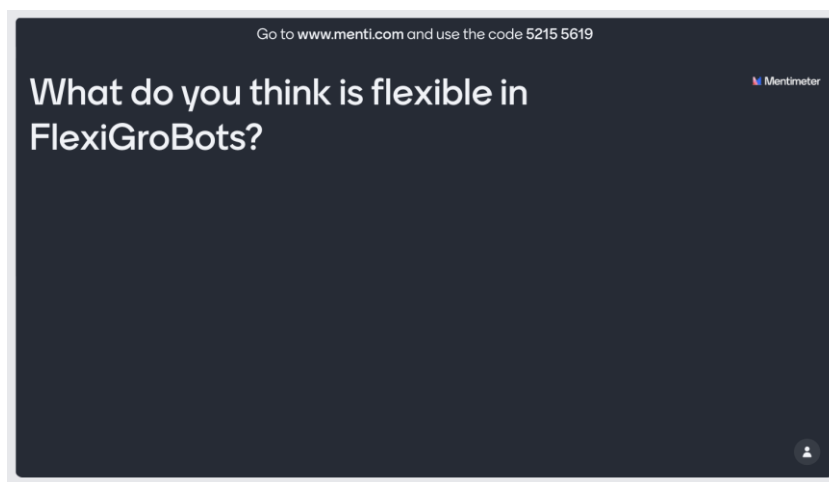 Go to www.menti.com and use the code 5215 5619
What do you think is flexible in
FlexiGroBots?
Mentimeter